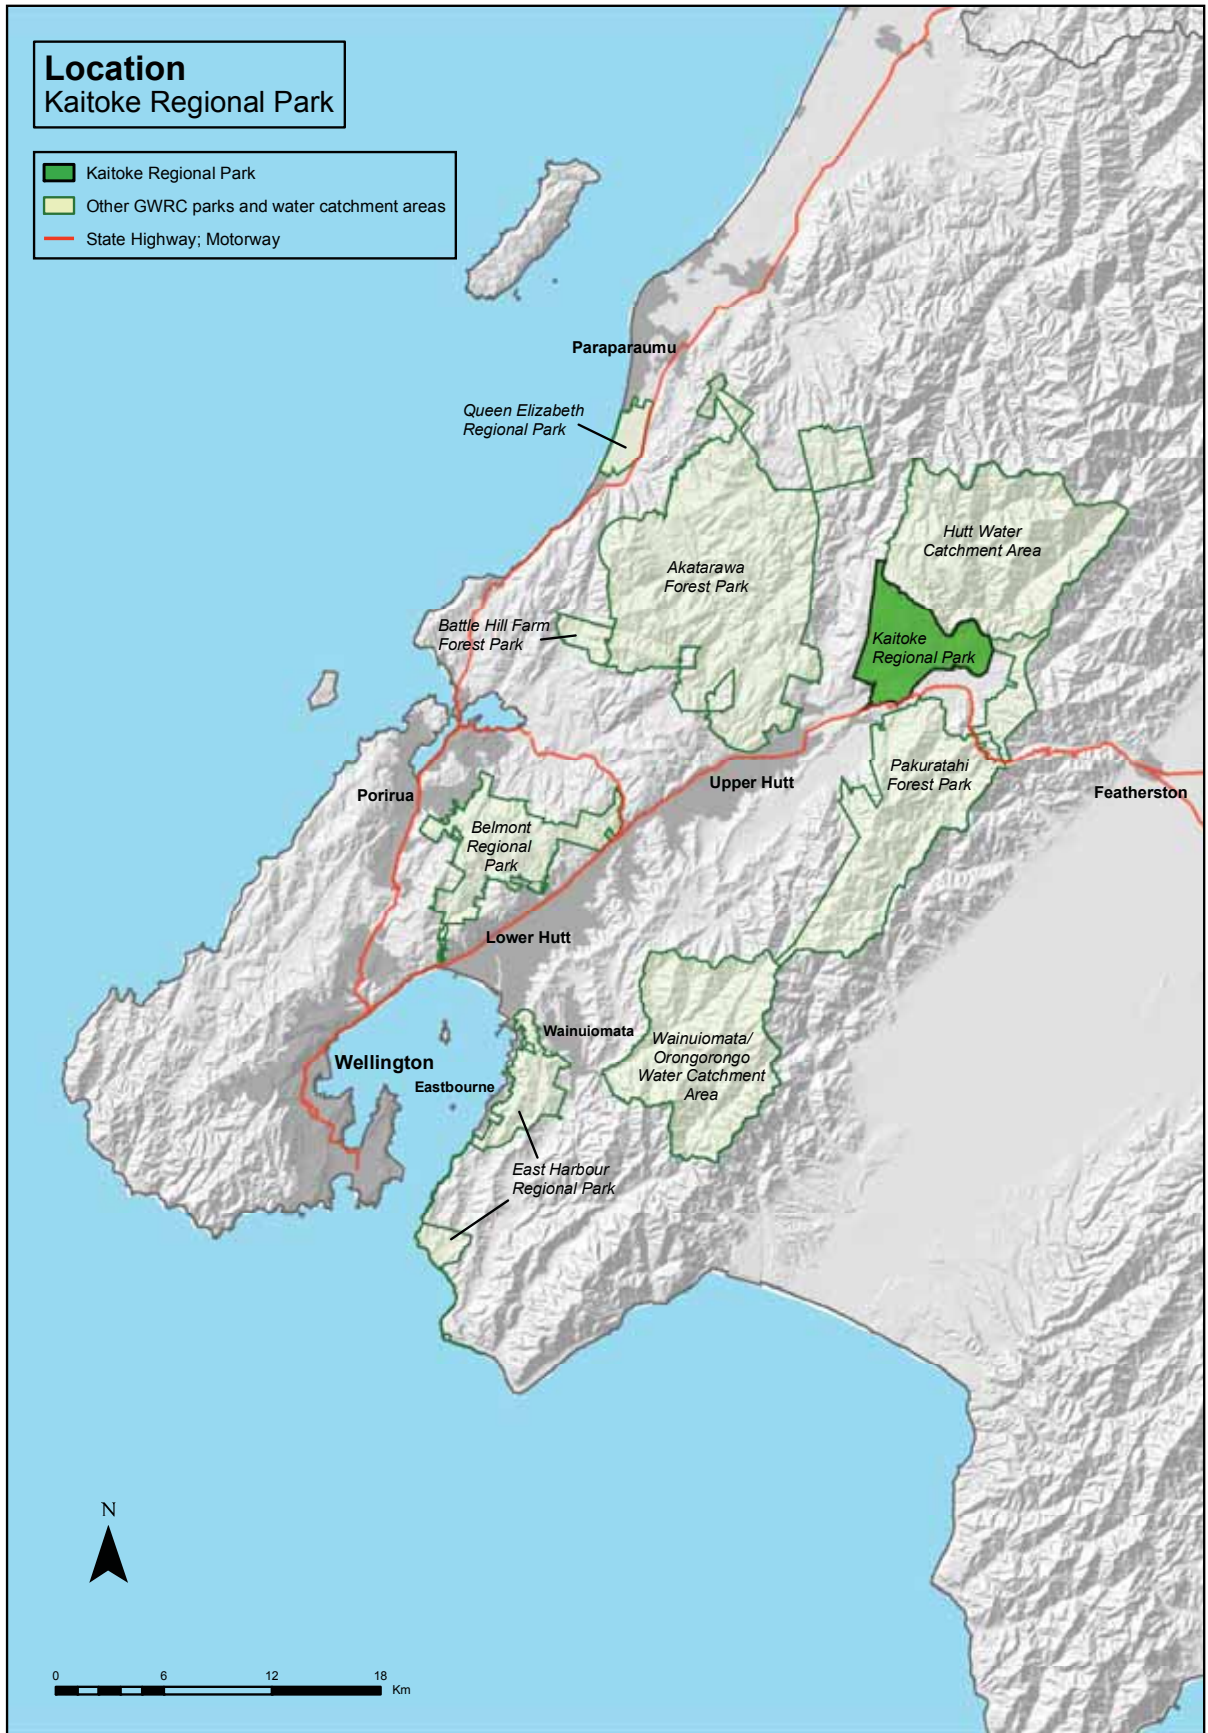 Location
Kaitoke Regional Park
Kaitoke Regional Park
Other GWRC parks and water catchment areas
State Highway; Motorway
Paraparaumu
Queen Elizabeth
Regional Park
Hutt Water
Catchment Area
Akatarawa
Forest Park
Battle Hill Farm
Forest Park
Kaitoke
Regional Park
Pakuratahi
Forest Park
Upper Hutt
Featherston
Porirua
Belmont
Regional
Park
Lower Hutt
Wainuiomata
Wainuiomata/
Orongorongo
Water Catchment
Area
Wellington
Eastbourne
East Harbour
Regional Park
N
0 6 12 18
Km